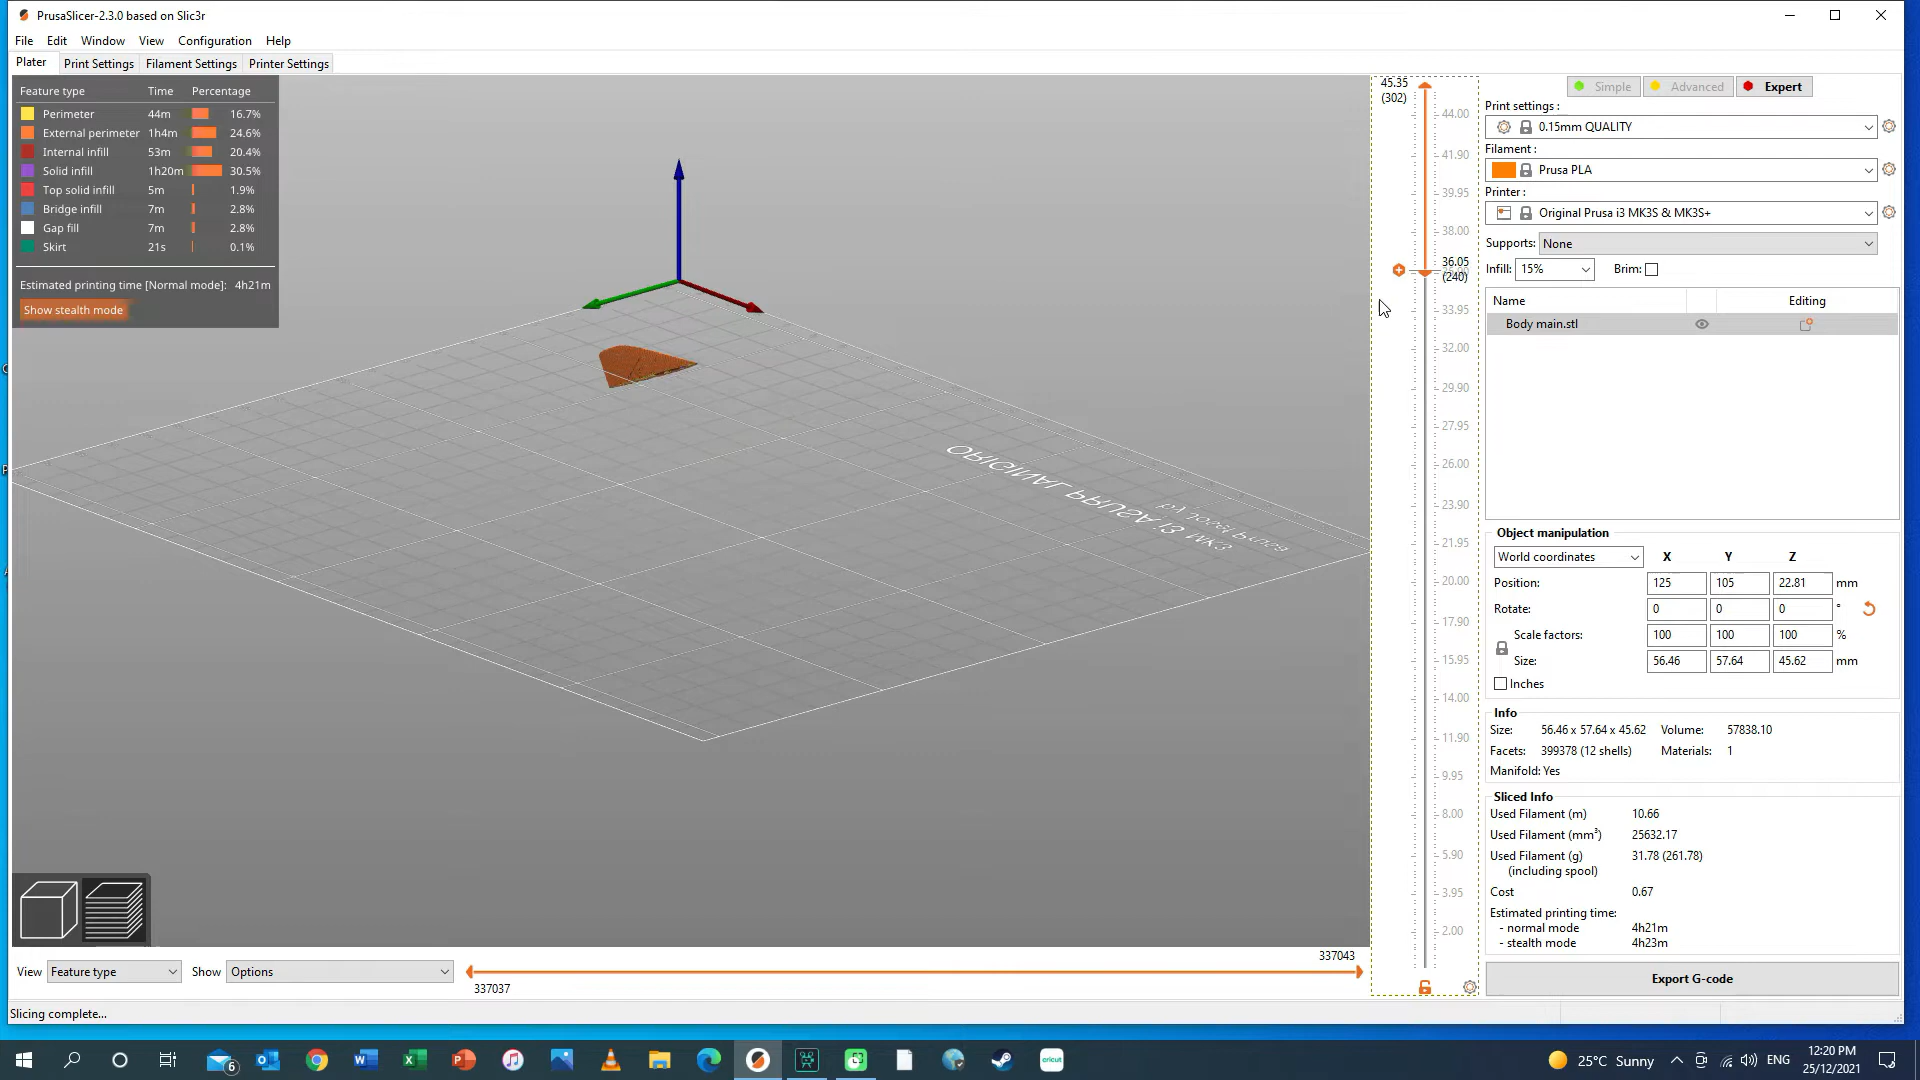 PrusaSlicer-2.3.0 based on Slic3r
File Edit Window View Configuration Help
Plater Print Settings Filament Settings Printer Settings
Feature type Time Percentage
Perimeter 44m 16.7%
External perimeter 1h4m 24.6%
Internal infill 53m 20.4%
Solid infill 1h20m 30.5%
Top solid infill 5m 1.9%
Bridge infill 7m 2.8%
Gap fill 7m 2.8%
Skirt 21s 0.1%
Estimated printing time [Normal mode]: 4h21m
Show stealth mode
ORIGINAL PRUSA i3 MK3
by Josef Prusa
45.35
(302)
44.00
41.90
39.95
38.00
36.05
(240)
33.95
32.00
29.90
27.95
26.00
23.90
21.95
20.00
17.90
15.95
14.00
11.90
9.95
8.00
5.90
3.95
2.00
Simple Advanced Expert
Print settings :
0.15mm QUALITY
Filament :
Prusa PLA
Printer :
Original Prusa i3 MK3S & MK3S+
Supports: None
Infill: 15% Brim:
Name Editing
Body main.stl
Object manipulation
World coordinates X Y Z
Position: 125 105 22.81 mm
Rotate: 0 0 0 °
Scale factors: 100 100 100 %
Size: 56.46 57.64 45.62 mm
Inches
Info
Size: 56.46 x 57.64 x 45.62 Volume: 57838.10
Facets: 399378 (12 shells) Materials: 1
Manifold: Yes
Sliced Info
Used Filament (m) 10.66
Used Filament (mm³) 25632.17
Used Filament (g) 31.78 (261.78)
(including spool)
Cost 0.67
Estimated printing time:
- normal mode 4h21m
- stealth mode 4h23m
Export G-code
337043
View Feature type Show Options
337037
Slicing complete...
6
cricut
25°C Sunny
ENG
12:20 PM
25/12/2021